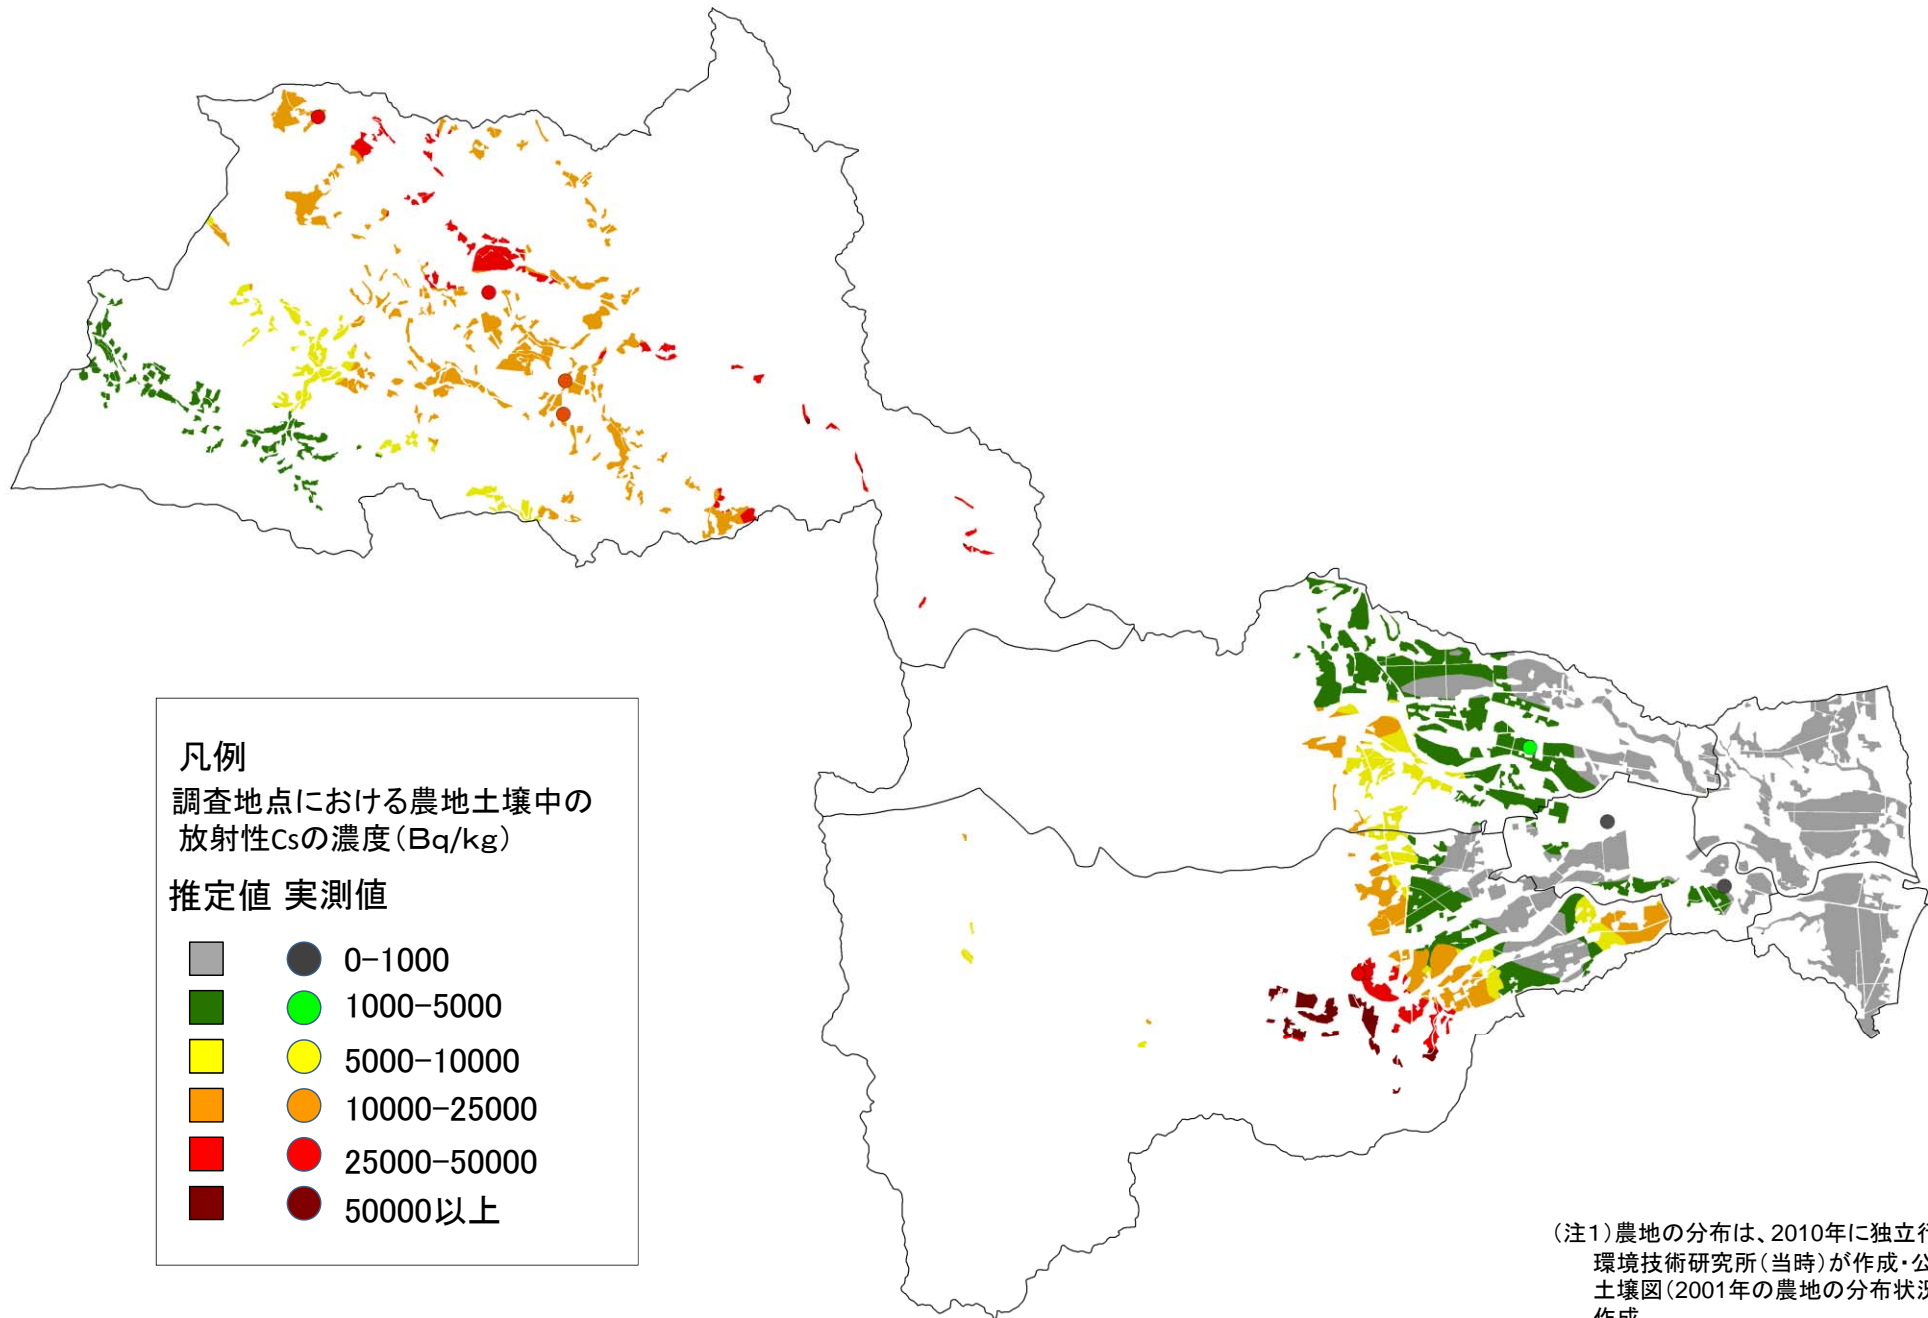 凡例
調査地点における農地土壌中の
放射性Csの濃度(Bq/kg)
推定値 実測値
0-1000
1000-5000
5000-10000
10000-25000
25000-50000
50000以上
(注1)農地の分布は、2010年に独立行
環境技術研究所(当時)が作成・公
土壌図(2001年の農地の分布状況
作成